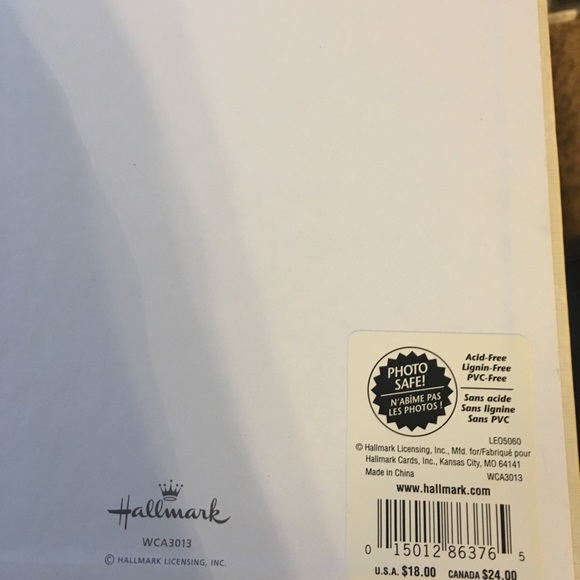 PHOTO
SAFE!
N'ABÎME PAS
LES PHOTOS !
Acid-Free
Lignin-Free
PVC-Free
Sans acide
Sans lignine
Sans PVC
LEO5060
© Hallmark Licensing, Inc., Mfd. for/Fabriqué pour
Hallmark Cards, Inc., Kansas City, MO 64141
Made in China WCA3013
www.hallmark.com
0 15012 86376 5
U.S.A. $18.00 CANADA $24.00
Hallmark
WCA3013
© HALLMARK LICENSING, INC.